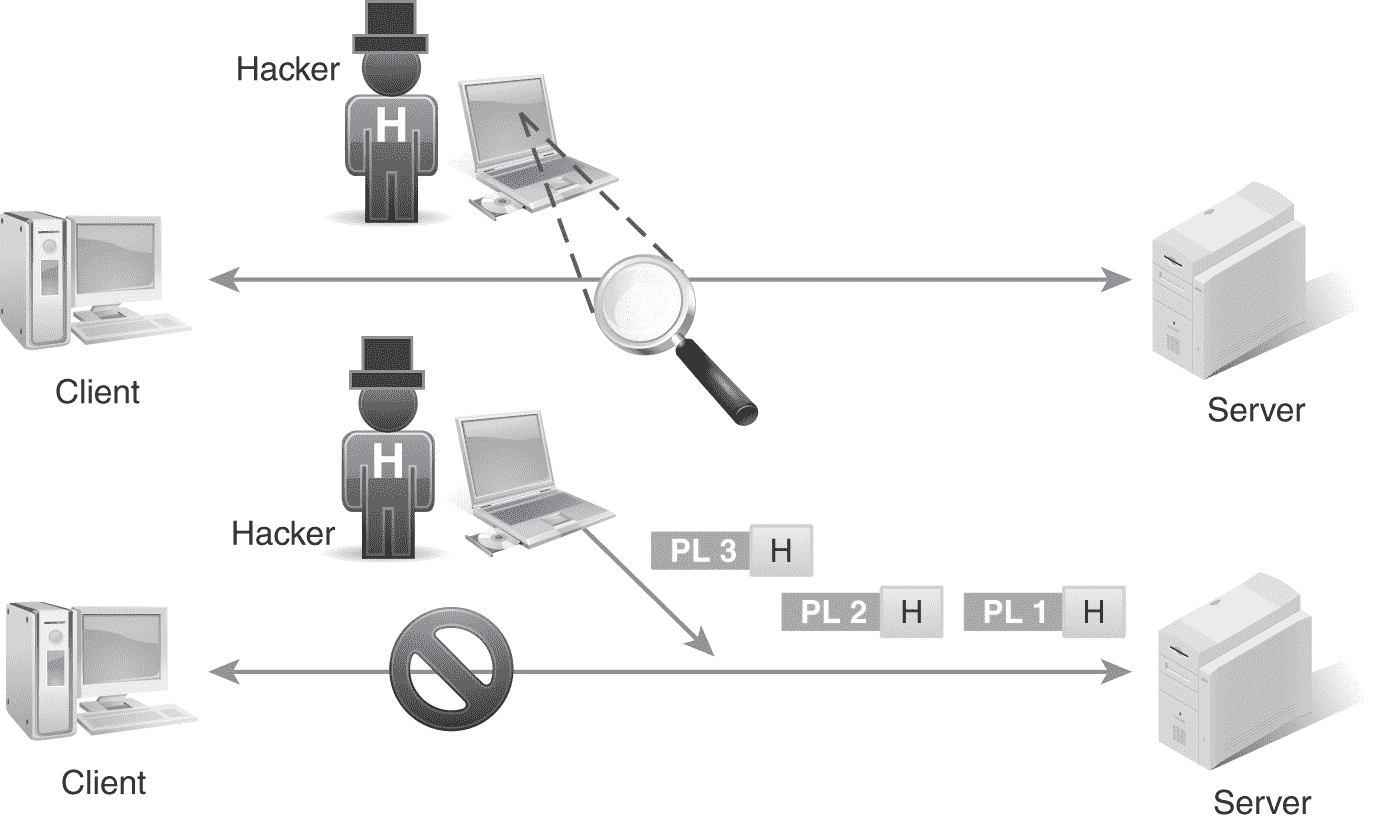 Hacker
H
Client
Server
H
Hacker
PL 3 H
PL 2 H PL 1 H
Client
Server